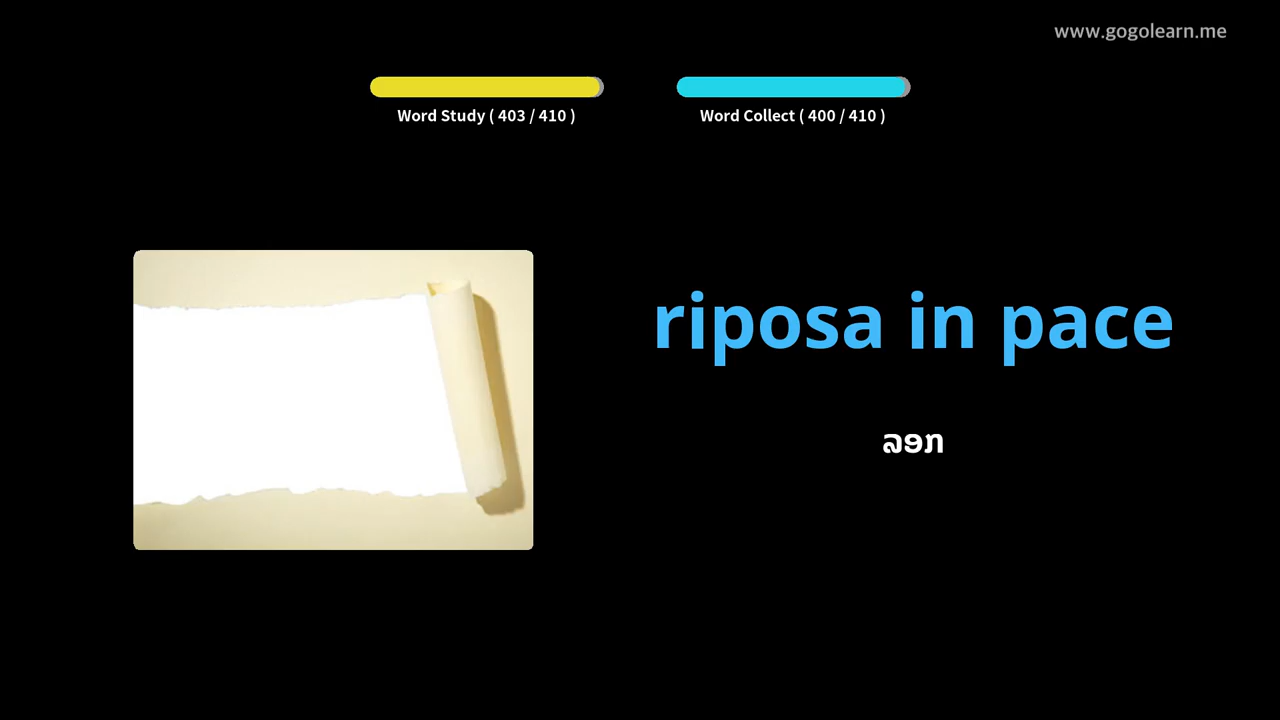 www.gogolearn.me
Word Study ( 403 / 410 )
Word Collect ( 400 / 410 )
riposa in pace
ລອກ